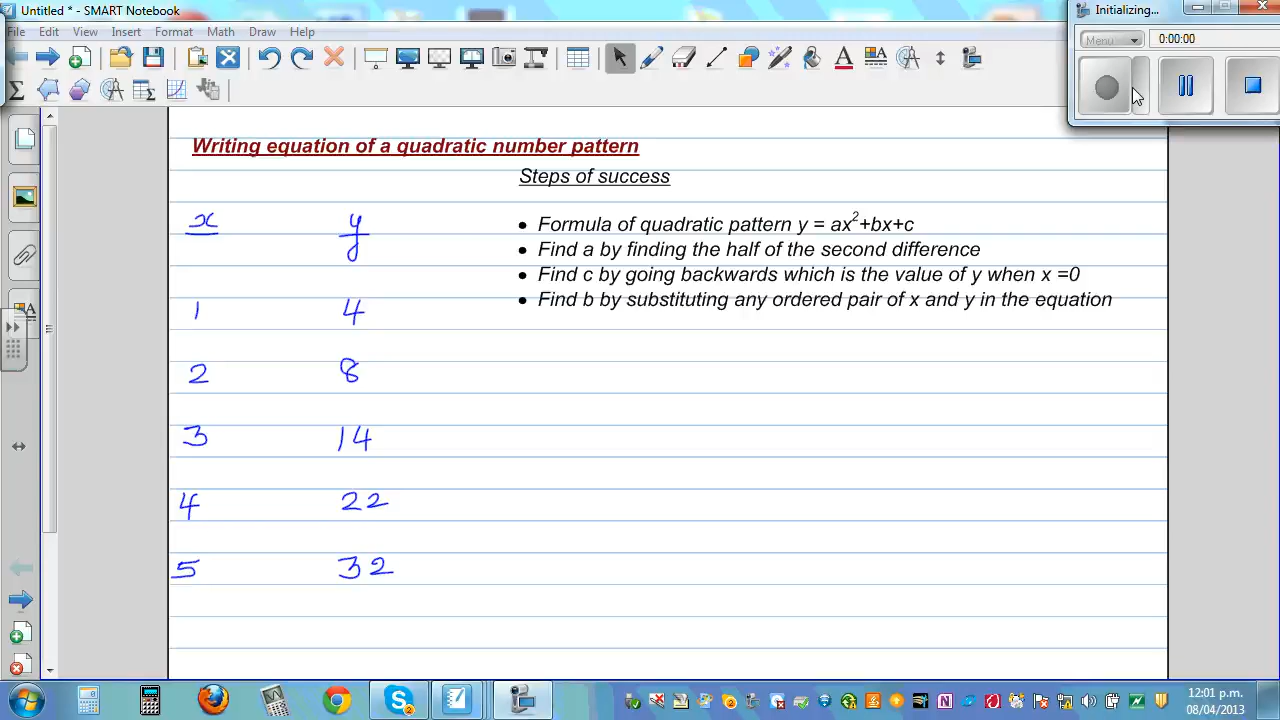 Untitled * - SMART Notebook
Initializing...
File Edit View Insert Format Math Draw Help
Menu
0:00:00
Writing equation of a quadratic number pattern
Steps of success
x y
• Formula of quadratic pattern y = ax²+bx+c
• Find a by finding the half of the second difference
• Find c by going backwards which is the value of y when x =0
• Find b by substituting any ordered pair of x and y in the equation
1 4
2 8
3 14
4 22
5 32
12:01 p.m.
08/04/2013